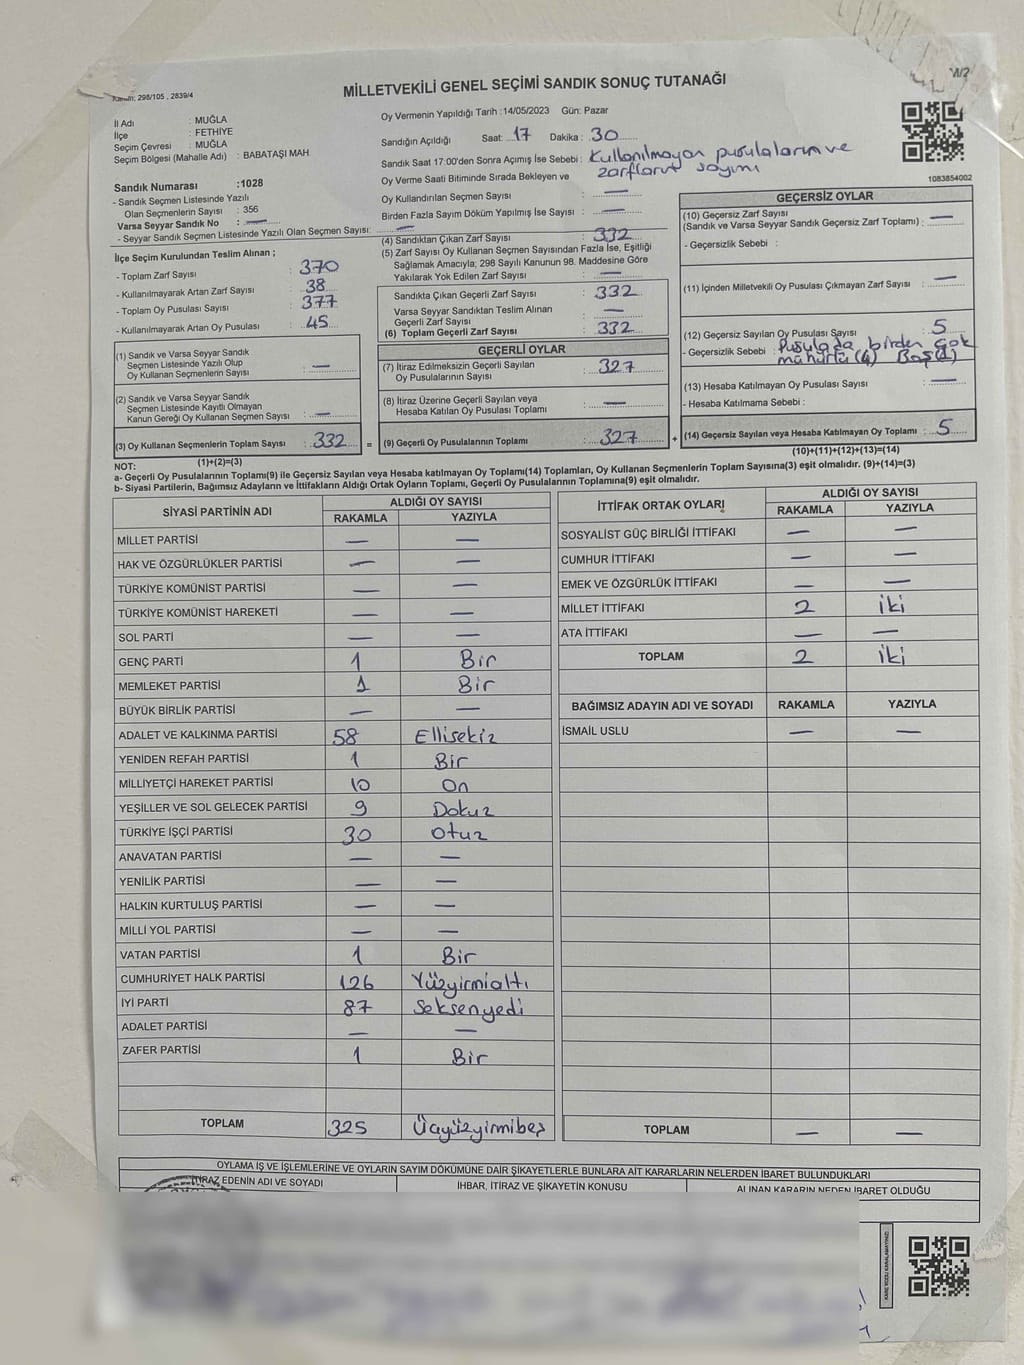 Kanun; 298/105 , 2839/4
MİLLETVEKİLİ GENEL SEÇİMİ SANDIK SONUÇ TUTANAĞI
İl Adı : MUĞLA
İlçe : FETHİYE
Seçim Çevresi : MUĞLA
Seçim Bölgesi (Mahalle Adı) : BABATAŞI MAH.
Sandık Numarası :1028
- Sandık Seçmen Listesinde Yazılı
Olan Seçmenlerin Sayısı : 356
Varsa Seyyar Sandık No : —
- Seyyar Sandık Seçmen Listesinde Yazılı Olan Seçmen Sayısı: —
Oy Vermenin Yapıldığı Tarih :14/05/2023 Gün: Pazar
Sandığın Açıldığı Saat: 17 Dakika : 30
Sandık Saat 17:00'den Sonra Açımış İse Sebebi : Kullanılmayan pusulaların ve
zarfların sayımı
Oy Verme Saati Bitiminde Sırada Bekleyen ve
Oy Kullandırılan Seçmen Sayısı : —
Birden Fazla Sayım Döküm Yapılmış İse Sayısı : —
1083854002
İlçe Seçim Kurulundan Teslim Alınan ;
- Toplam Zarf Sayısı : 370
- Kullanılmayarak Artan Zarf Sayısı : 38
- Toplam Oy Pusulası Sayısı : 377
- Kullanılmayarak Artan Oy Pusulası : 45
(1) Sandık ve Varsa Seyyar Sandık
Seçmen Listesinde Yazılı Olup
Oy Kullanan Seçmenlerin Sayısı : —
(2) Sandık ve Varsa Seyyar Sandık
Seçmen Listesinde Kayıtlı Olmayan
Kanun Gereği Oy Kullanan Seçmen Sayısı : —
(3) Oy Kullanan Seçmenlerin Toplam Sayısı : 332 =
(1)+(2)=(3)
(4) Sandıktan Çıkan Zarf Sayısı : 332
(5) Zarf Sayısı Oy Kullanan Seçmen Sayısından Fazla İse, Eşitliği
Sağlamak Amacıyla, 298 Sayılı Kanunun 98. Maddesine Göre
Yakılarak Yok Edilen Zarf Sayısı : —
Sandıkta Çıkan Geçerli Zarf Sayısı : 332
Varsa Seyyar Sandıktan Teslim Alınan
Geçerli Zarf Sayısı : —
(6) Toplam Geçerli Zarf Sayısı : 332
GEÇERLİ OYLAR
(7) İtiraz Edilmeksizin Geçerli Sayılan
Oy Pusulalarının Sayısı : 327
(8) İtiraz Üzerine Geçerli Sayılan veya
Hesaba Katılan Oy Pusulası Toplamı : —
(9) Geçerli Oy Pusulalarının Toplamı : 327 +
GEÇERSİZ OYLAR
(10) Geçersiz Zarf Sayısı
(Sandık ve Varsa Seyyar Sandık Geçersiz Zarf Toplamı) : —
- Geçersizlik Sebebi :
(11) İçinden Milletvekili Oy Pusulası Çıkmayan Zarf Sayısı : —
(12) Geçersiz Sayılan Oy Pusulası Sayısı : 5
- Geçersizlik Sebebi : Pusulada birden çok
mühürlü (4) Boş(1)
(13) Hesaba Katılmayan Oy Pusulası Sayısı : —
- Hesaba Katılmama Sebebi :
(14) Geçersiz Sayılan veya Hesaba Katılmayan Oy Toplamı : 5
(10)+(11)+(12)+(13)=(14)
NOT:
a- Geçerli Oy Pusulalarının Toplamı(9) ile Geçersiz Sayılan veya Hesaba katılmayan Oy Toplamı(14) Toplamları, Oy Kullanan Seçmenlerin Toplam Sayısına(3) eşit olmalıdır. (9)+(14)=(3)
b- Siyasi Partilerin, Bağımsız Adayların ve İttifakların Aldığı Ortak Oyların Toplamı, Geçerli Oy Pusulalarının Toplamına(9) eşit olmalıdır.
SİYASİ PARTİNİN ADI ALDIĞI OY SAYISI
RAKAMLA YAZIYLA
MİLLET PARTİSİ — —
HAK VE ÖZGÜRLÜKLER PARTİSİ — —
TÜRKİYE KOMÜNİST PARTİSİ — —
TÜRKİYE KOMÜNİST HAREKETİ — —
SOL PARTİ — —
GENÇ PARTİ 1 Bir
MEMLEKET PARTİSİ 1 Bir
BÜYÜK BİRLİK PARTİSİ — —
ADALET VE KALKINMA PARTİSİ 58 Ellisekiz
YENİDEN REFAH PARTİSİ 1 Bir
MİLLİYETÇİ HAREKET PARTİSİ 10 On
YEŞİLLER VE SOL GELECEK PARTİSİ 9 Dokuz
TÜRKİYE İŞÇİ PARTİSİ 30 Otuz
ANAVATAN PARTİSİ — —
YENİLİK PARTİSİ — —
HALKIN KURTULUŞ PARTİSİ — —
MİLLİ YOL PARTİSİ — —
VATAN PARTİSİ 1 Bir
CUMHURİYET HALK PARTİSİ 126 Yüzyirmialtı
İYİ PARTİ 87 Seksenyedi
ADALET PARTİSİ — —
ZAFER PARTİSİ 1 Bir
TOPLAM 325 Üçyüzyirmibeş
İTTİFAK ORTAK OYLARI ALDIĞI OY SAYISI
RAKAMLA YAZIYLA
SOSYALİST GÜÇ BİRLİĞİ İTTİFAKI — —
CUMHUR İTTİFAKI — —
EMEK VE ÖZGÜRLÜK İTTİFAKI — —
MİLLET İTTİFAKI 2 iki
ATA İTTİFAKI — —
TOPLAM 2 iki
BAĞIMSIZ ADAYIN ADI VE SOYADI RAKAMLA YAZIYLA
İSMAİL USLU — —
TOPLAM — —
OYLAMA İŞ VE İŞLEMLERİNE VE OYLARIN SAYIM DÖKÜMÜNE DAİR ŞİKAYETLERLE BUNLARA AİT KARARLARIN NELERDEN İBARET BULUNDUKLARI
İTİRAZ EDENİN ADI VE SOYADI İHBAR, İTİRAZ VE ŞİKAYETİN KONUSU ALINAN KARARIN NEDEN İBARET OLDUĞU